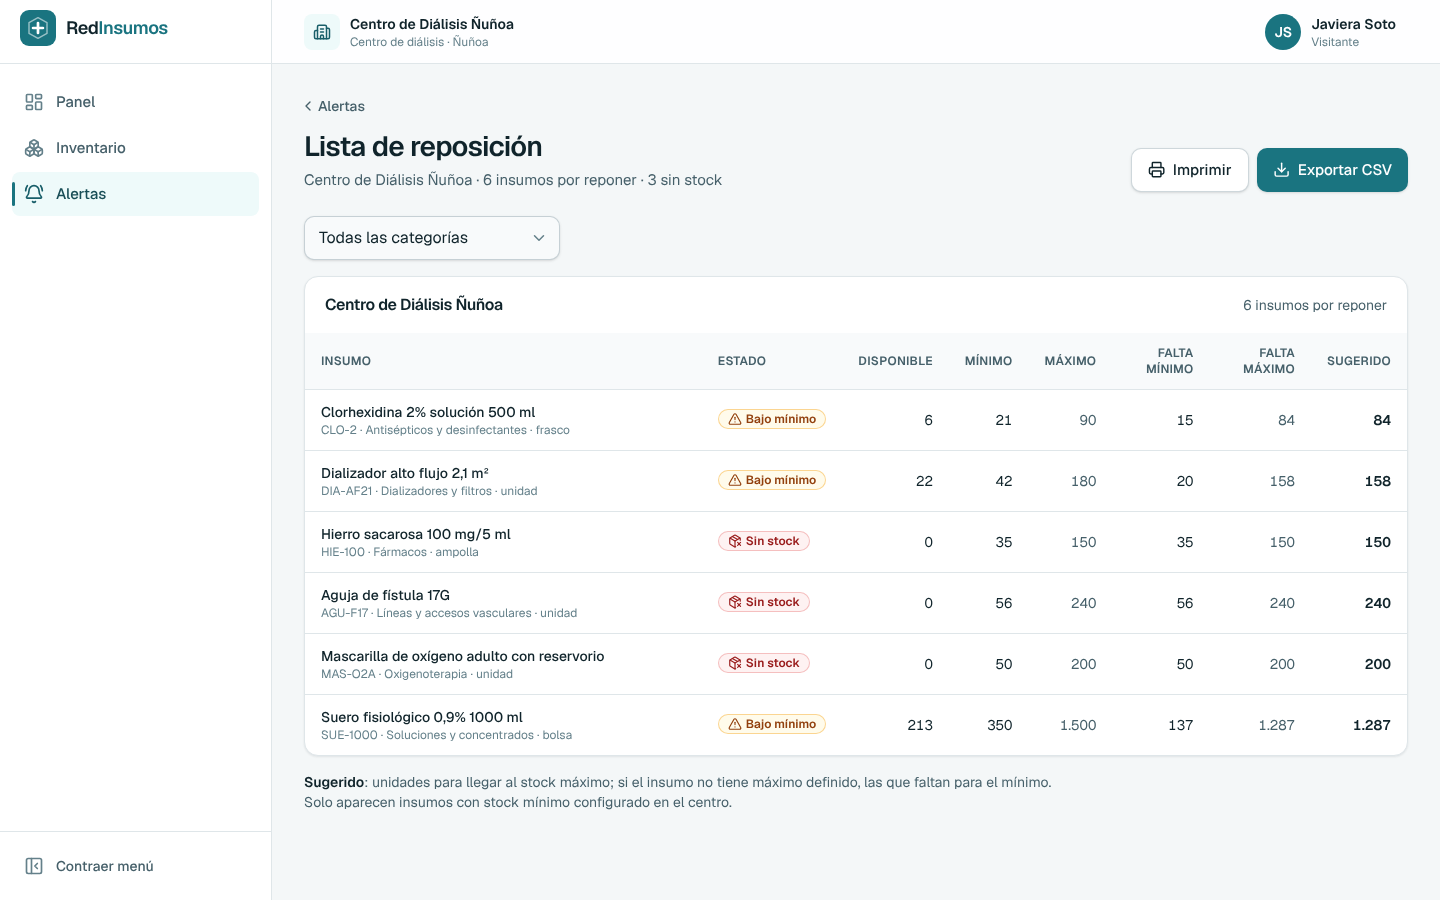 RedInsumos
Centro de Diálisis Ñuñoa
Centro de diálisis · Ñuñoa
JS
Javiera Soto
Visitante
Panel
Inventario
Alertas
Contraer menú
Alertas
Lista de reposición
Centro de Diálisis Ñuñoa · 6 insumos por reponer · 3 sin stock
Imprimir
Exportar CSV
Todas las categorías
Centro de Diálisis Ñuñoa
6 insumos por reponer
INSUMO ESTADO DISPONIBLE MÍNIMO MÁXIMO FALTA MÍNIMO FALTA MÁXIMO SUGERIDO
Clorhexidina 2% solución 500 ml Bajo mínimo 6 21 90 15 84 84
CLO-2 · Antisépticos y desinfectantes · frasco
Dializador alto flujo 2,1 m² Bajo mínimo 22 42 180 20 158 158
DIA-AF21 · Dializadores y filtros · unidad
Hierro sacarosa 100 mg/5 ml Sin stock 0 35 150 35 150 150
HIE-100 · Fármacos · ampolla
Aguja de fístula 17G Sin stock 0 56 240 56 240 240
AGU-F17 · Líneas y accesos vasculares · unidad
Mascarilla de oxígeno adulto con reservorio Sin stock 0 50 200 50 200 200
MAS-O2A · Oxigenoterapia · unidad
Suero fisiológico 0,9% 1000 ml Bajo mínimo 213 350 1.500 137 1.287 1.287
SUE-1000 · Soluciones y concentrados · bolsa
Sugerido: unidades para llegar al stock máximo; si el insumo no tiene máximo definido, las que faltan para el mínimo.
Solo aparecen insumos con stock mínimo configurado en el centro.